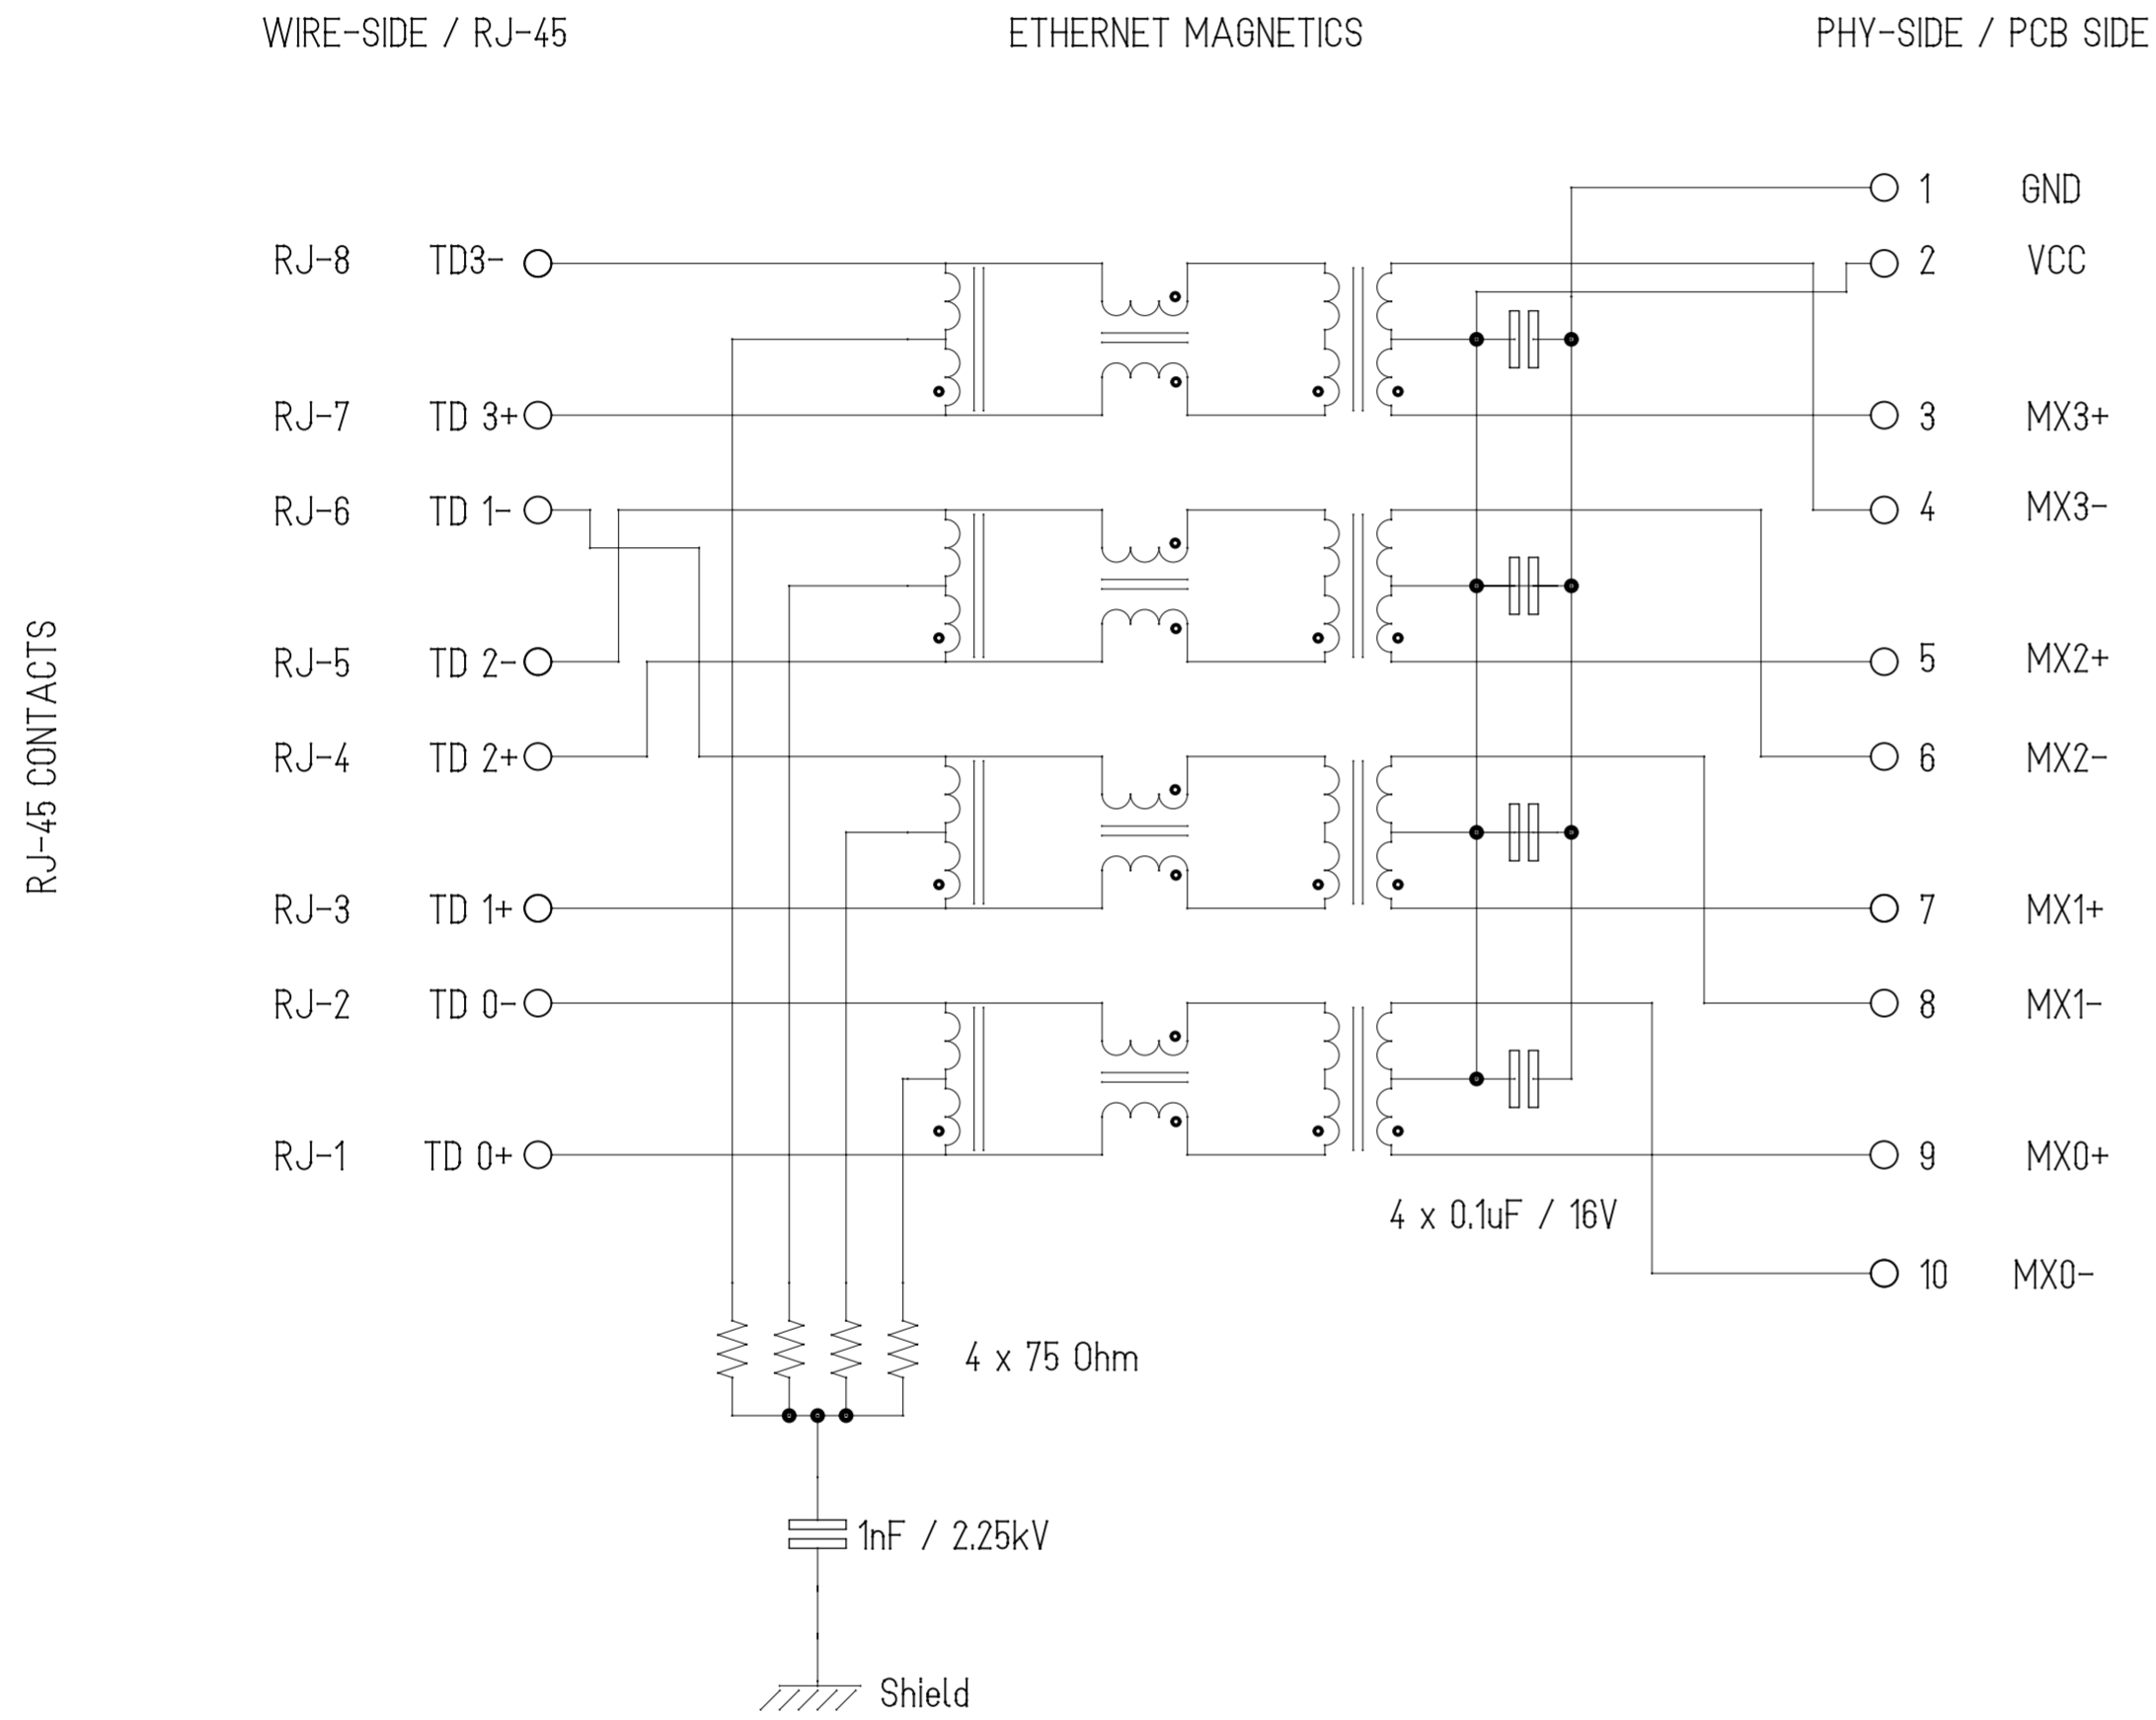 WIRE-SIDE / RJ-45 ETHERNET MAGNETICS PHY-SIDE / PCB SIDE
1 GND
RJ-8 TD3- 2 VCC
RJ-7 TD 3+ 3 MX3+
RJ-6 TD 1- 4 MX3-
RJ-5 TD 2- 5 MX2+
RJ-45 CONTACTS
RJ-4 TD 2+ 6 MX2-
RJ-3 TD 1+ 7 MX1+
RJ-2 TD 0- 8 MX1-
RJ-1 TD 0+ 9 MX0+
4 x 0.1uF / 16V
10 MX0-
4 x 75 Ohm
1nF / 2.25kV
Shield